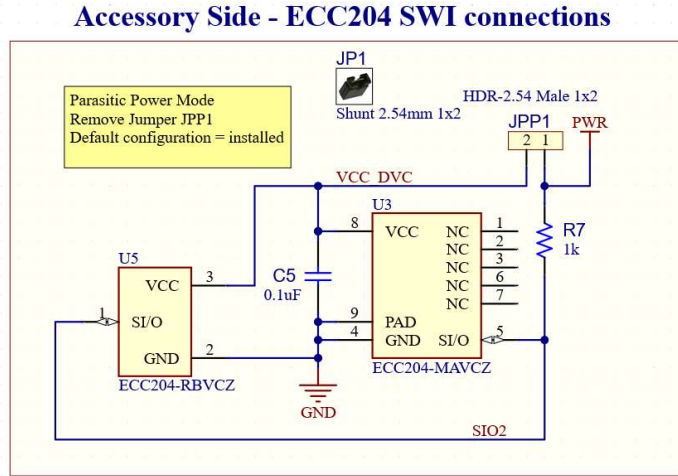 Accessory Side - ECC204 SWI connections
JP1
Shunt 2.54mm 1x2
Parasitic Power Mode
Remove Jumper JPP1
Default configuration = installed
HDR-2.54 Male 1x2
JPP1
2 1
PWR
VCC_DVC
R7
1k
U3
8 VCC
9 PAD
4 GND
NC 1
NC 2
NC 3
NC 6
NC 7
SI/O 5
ECC204-MAVCZ
C5
0.1uF
U5
VCC 3
1 SI/O
GND 2
ECC204-RBVCZ
GND
SIO2